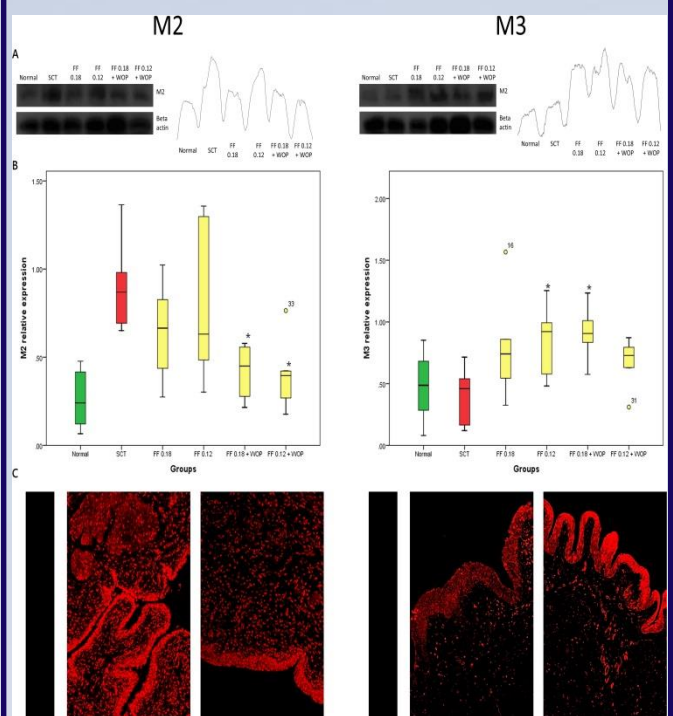 M2
M3
A
Normal SCT FF 0.18 FF 0.12 FF 0.18 + WOP FF 0.12 + WOP
M2
Beta actin
Normal SCT FF 0.18 FF 0.12 FF 0.18 + WOP FF 0.12 + WOP
Normal SCT FF 0.18 FF 0.12 FF 0.18 + WOP FF 0.12 + WOP
M2
Beta actin
Normal SCT FF 0.18 FF 0.12 FF 0.18 + WOP FF 0.12 + WOP
B
M2 relative expression
1.50
1.00
.50
.00
33
*
*
Normal SCT FF 0.18 FF 0.12 FF 0.18 + WOP FF 0.12 + WOP
Groups
M3 relative expression
2.00
1.50
1.00
.50
.00
16
*
*
31
Normal SCT FF 0.18 FF 0.12 FF 0.18 + WOP FF 0.12 + WOP
Groups
C